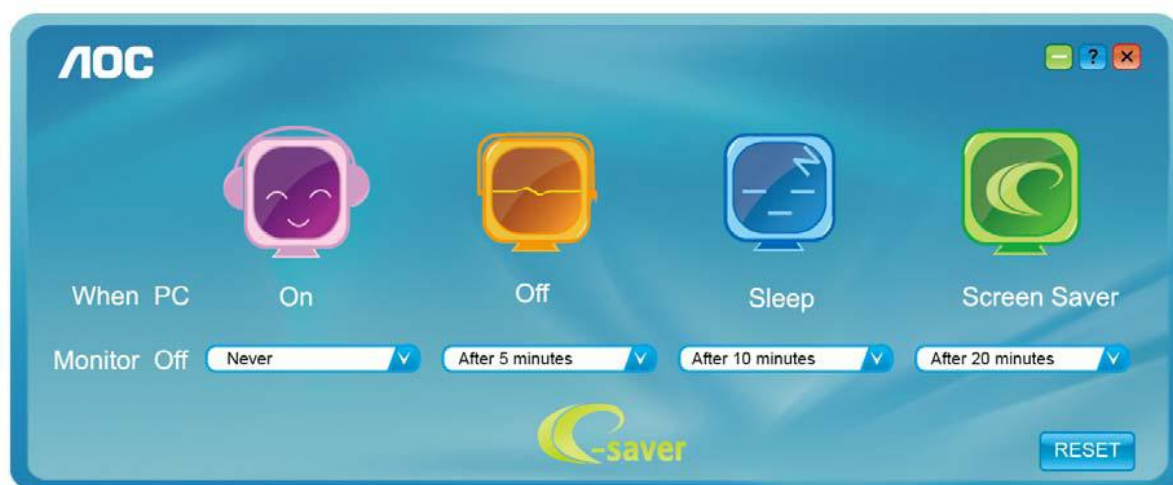 AOC
?
When PC On Off Sleep Screen Saver
Monitor Off Never After 5 minutes After 10 minutes After 20 minutes
e-saver
RESET